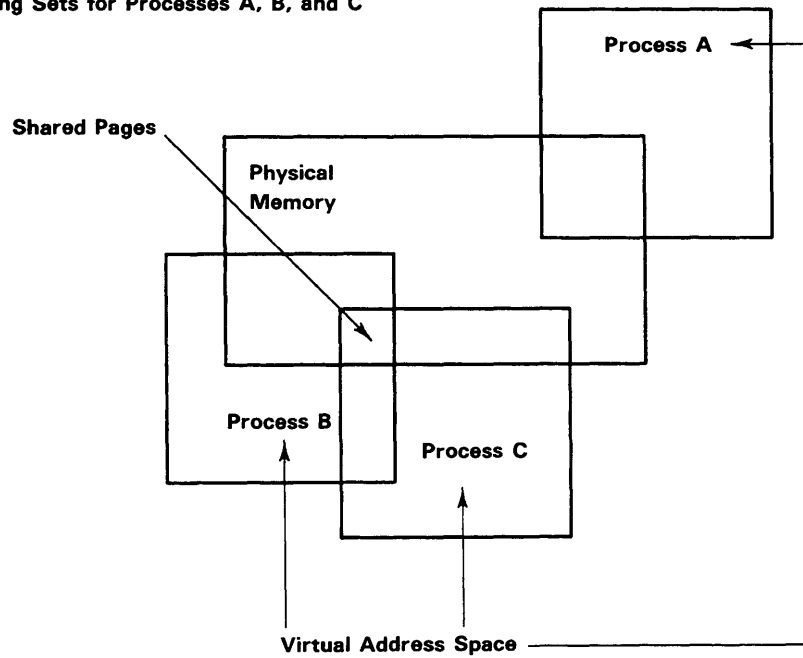 ng Sets for Processes A, B, and C
Process A
Shared Pages
Physical
Memory
Process B
Process C
Virtual Address Space